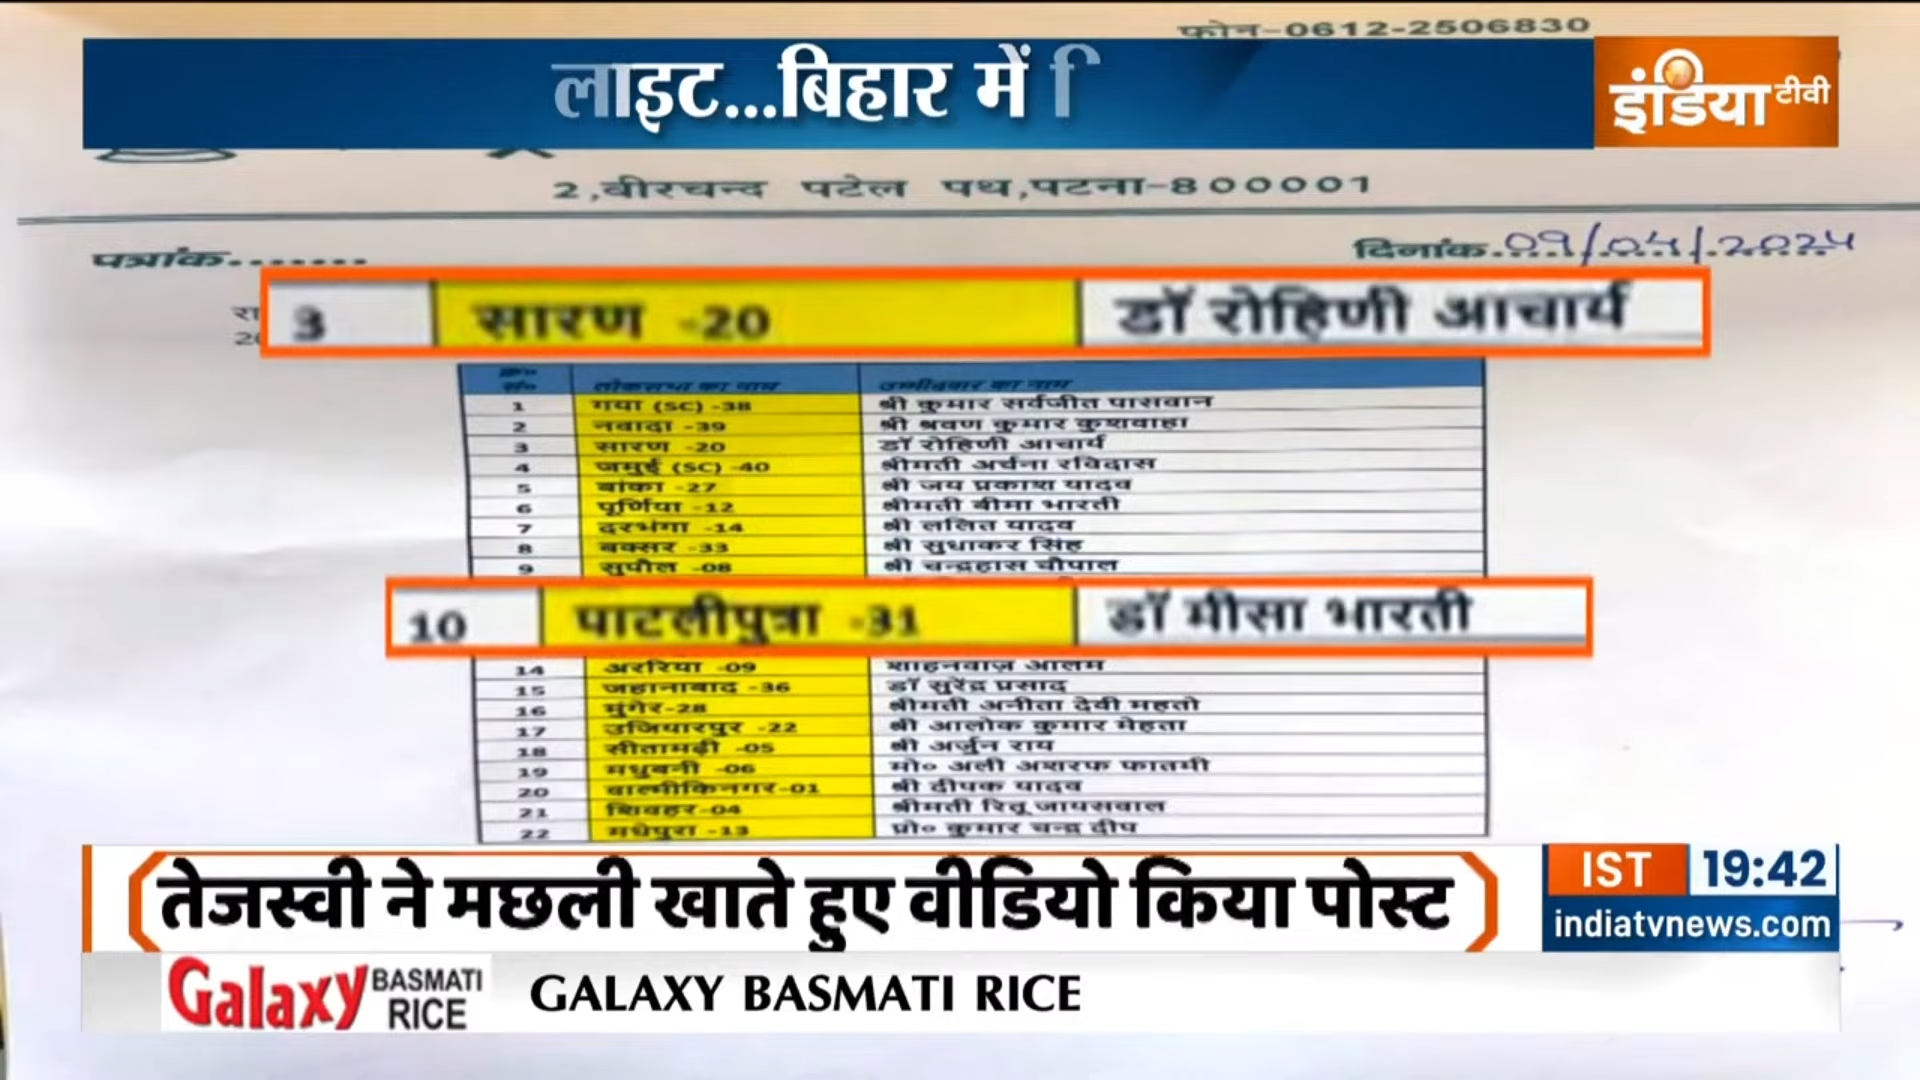 फोन-0612-2506830
लाइट...बिहार में
इंडिया टीवी
2,वीरचन्द पटेल पथ,पटना-800001
पत्रांक.......
दिनांक..09/04/2024
3 सारण -20 डॉ रोहिणी आचार्य
क्र० सं० लोकसभा का नाम उम्मीदवार का नाम
1 गया (SC) -38 श्री कुमार सर्वजीत पासवान
2 नवादा -39 श्री श्रवण कुमार कुशवाहा
3 सारण -20 डॉ रोहिणी आचार्य
4 जमुई (SC) -40 श्रीमती अर्चना रविदास
5 बांका -27 श्री जय प्रकाश यादव
6 पूर्णिया -12 श्रीमती बीमा भारती
7 दरभंगा -14 श्री ललित यादव
8 बक्सर -33 श्री सुधाकर सिंह
9 सुपौल -08 श्री चन्द्रहास चौपाल
10 पाटलीपुत्रा -31 डॉ मीसा भारती
14 अररिया -09 शाहनवाज़ आलम
15 जहानाबाद -36 डॉ सुरेंद्र प्रसाद
16 मुंगेर-28 श्रीमती अनीता देवी महतो
17 उजियारपुर -22 श्री आलोक कुमार मेहता
18 सीतामढ़ी -05 श्री अर्जुन राय
19 मधुबनी -06 मो० अली अशरफ फातमी
20 वाल्मीकिनगर-01 श्री दीपक यादव
21 शिवहर-04 श्रीमती रितू जायसवाल
22 मधेपुरा -13 प्रो० कुमार चन्द्र दीप
तेजस्वी ने मछली खाते हुए वीडियो किया पोस्ट
IST 19:42
indiatvnews.com
Galaxy BASMATI RICE
GALAXY BASMATI RICE